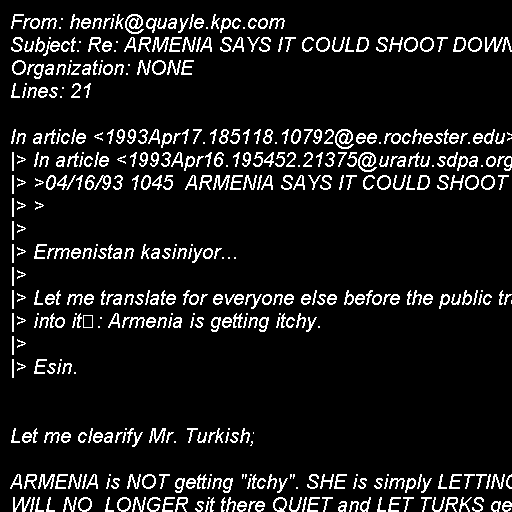 From: henrik@quayle.kpc.com
Subject: Re: ARMENIA SAYS IT COULD SHOOT DOWN
Organization: NONE
Lines: 21

In article <1993Apr17.185118.10792@ee.rochester.edu>
|> In article <1993Apr16.195452.21375@urartu.sdpa.org
|> >04/16/93 1045  ARMENIA SAYS IT COULD SHOOT
|> >
|>
|> Ermenistan kasiniyor...
|>
|> Let me translate for everyone else before the public tr
|> into it: Armenia is getting itchy.
|>
|> Esin.

Let me clearify Mr. Turkish;

ARMENIA is NOT getting "itchy". SHE is simply LETTING
WILL NO  LONGER sit there QUIET and LET TURKS ge